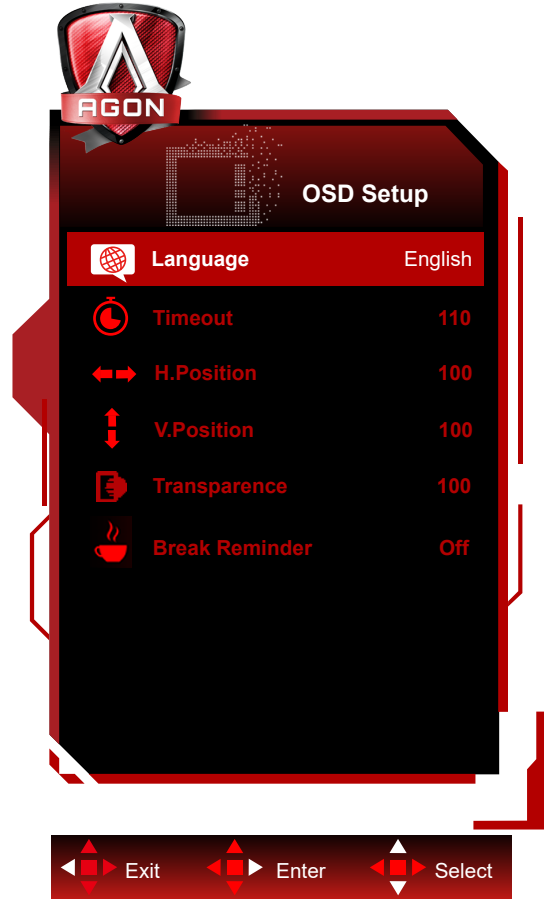 AGON
OSD Setup
Language English
Timeout 110
H.Position 100
V.Position 100
Transparence 100
Break Reminder Off
Exit Enter Select